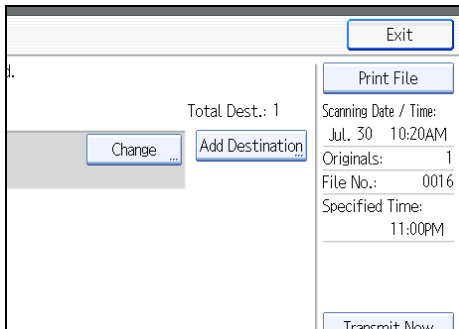 Exit
d.
Print File
Total Dest.: 1
Change ...
Add Destination...
Scanning Date / Time:
Jul. 30 10:20AM
Originals: 1
File No.: 0016
Specified Time:
11:00PM
Transmit Now